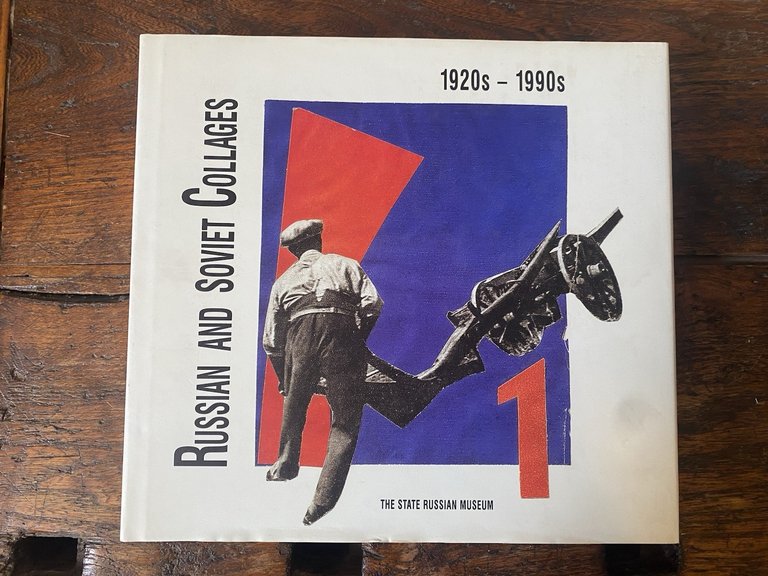 1920s – 1990s
RUSSIAN AND SOVIET COLLAGES
1
THE STATE RUSSIAN MUSEUM